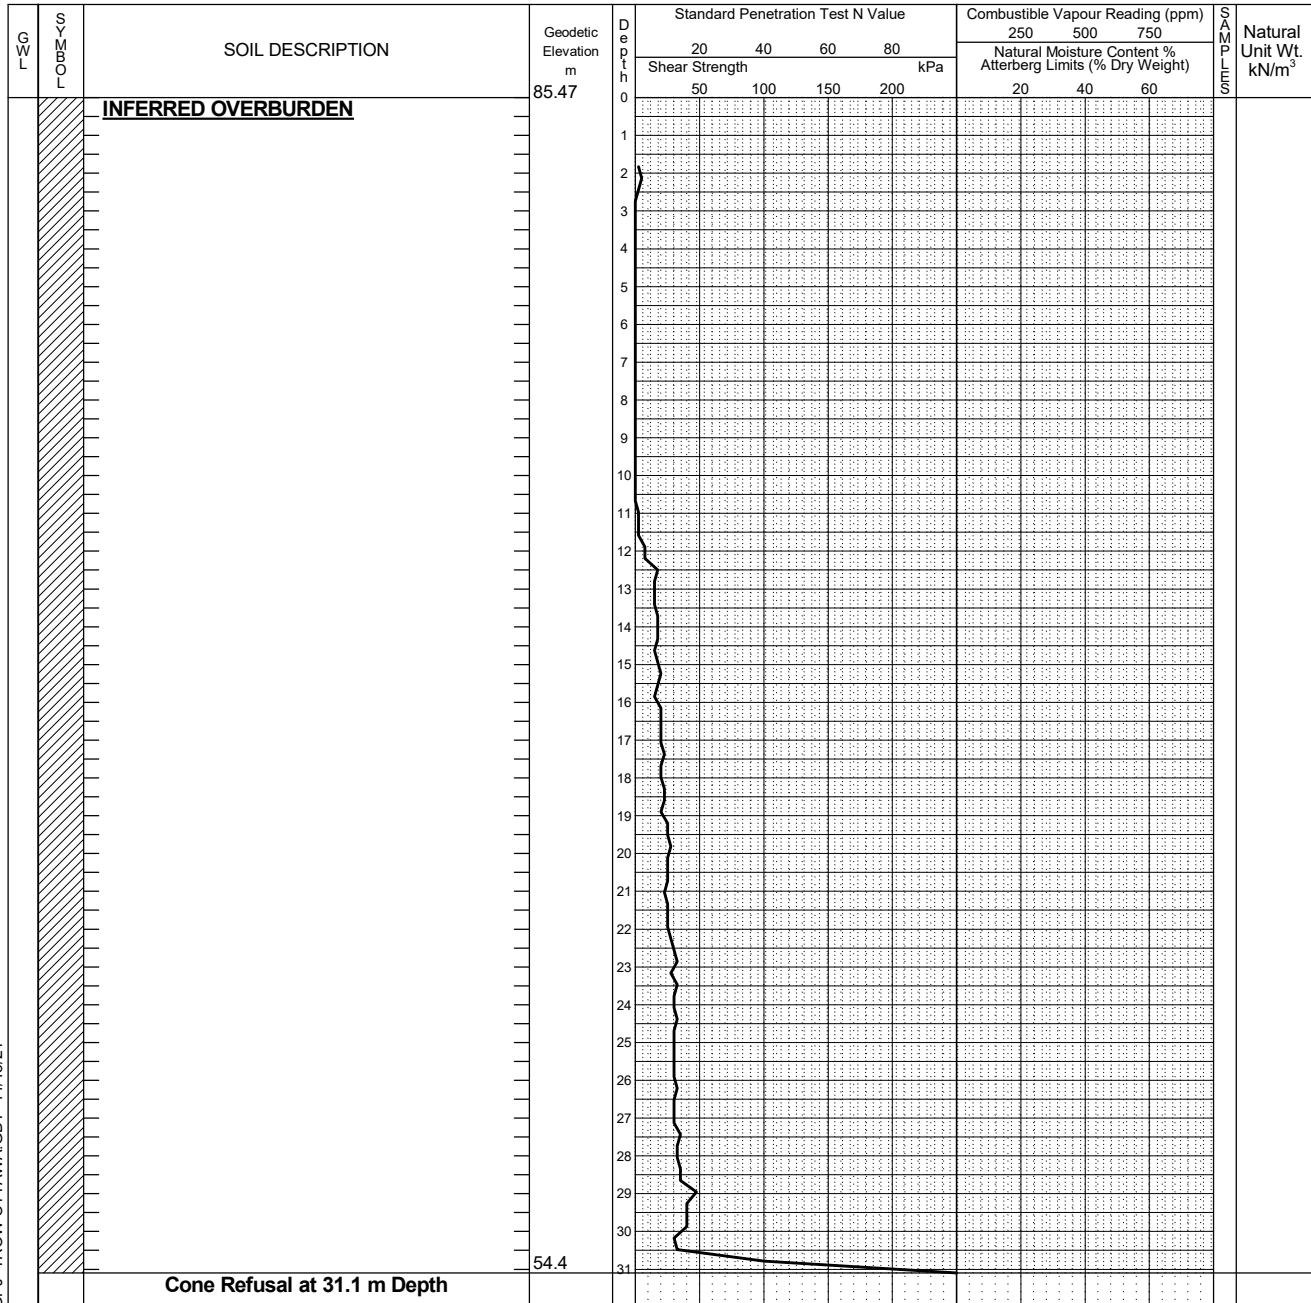 GWL
SYMBOL
SOIL DESCRIPTION
Geodetic
Elevation
m
85.47
Depth
Standard Penetration Test N Value
20 40 60 80
Shear Strength kPa
50 100 150 200
Combustible Vapour Reading (ppm)
250 500 750
Natural Moisture Content %
Atterberg Limits (% Dry Weight)
20 40 60
SAMPLES
Natural
Unit Wt.
kN/m³
INFERRED OVERBURDEN
0
1
2
3
4
5
6
7
8
9
10
11
12
13
14
15
16
17
18
19
20
21
22
23
24
25
26
27
28
29
30
31
54.4
Cone Refusal at 31.1 m Depth